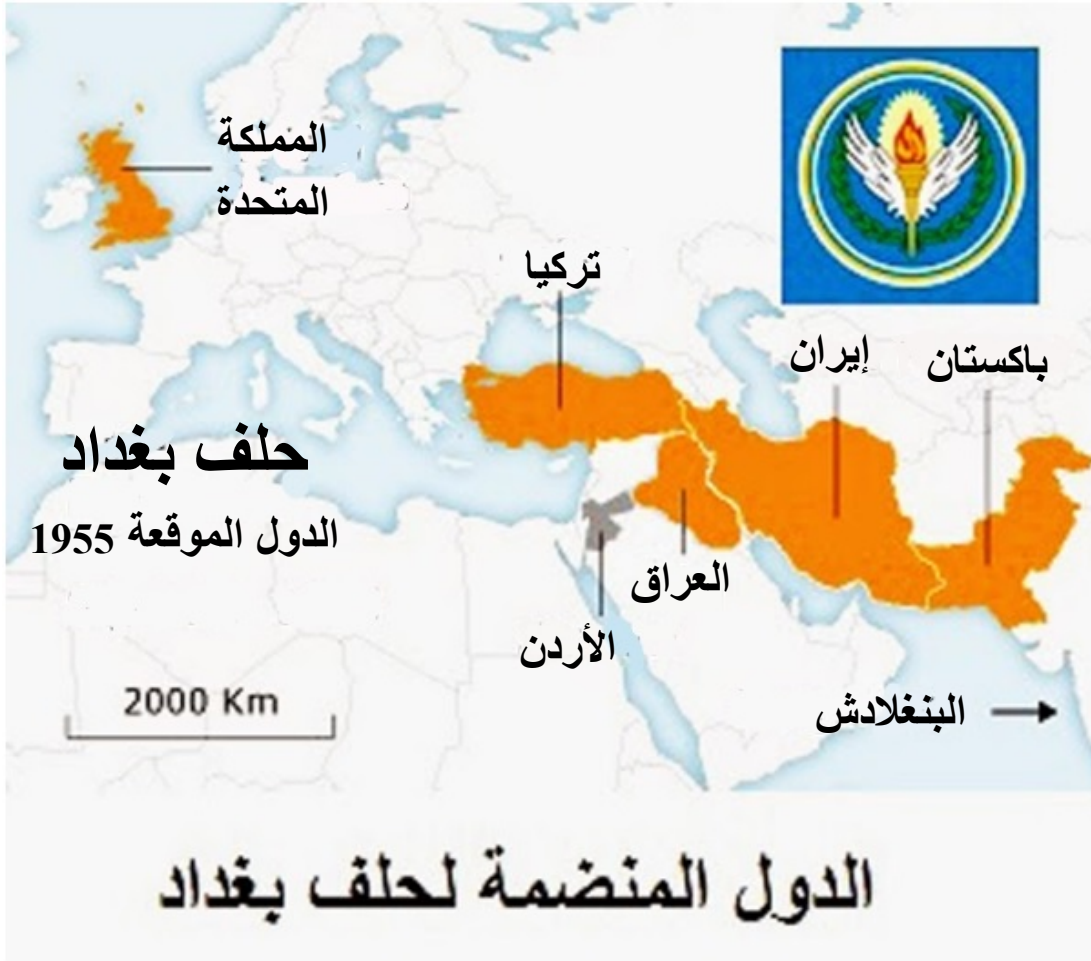 المملكة
المتحدة
تركيا
إيران
باكستان
حلف بغداد
الدول الموقعة 1955
العراق
الأردن
2000 Km
البنغلادش
الدول المنضمة لحلف بغداد